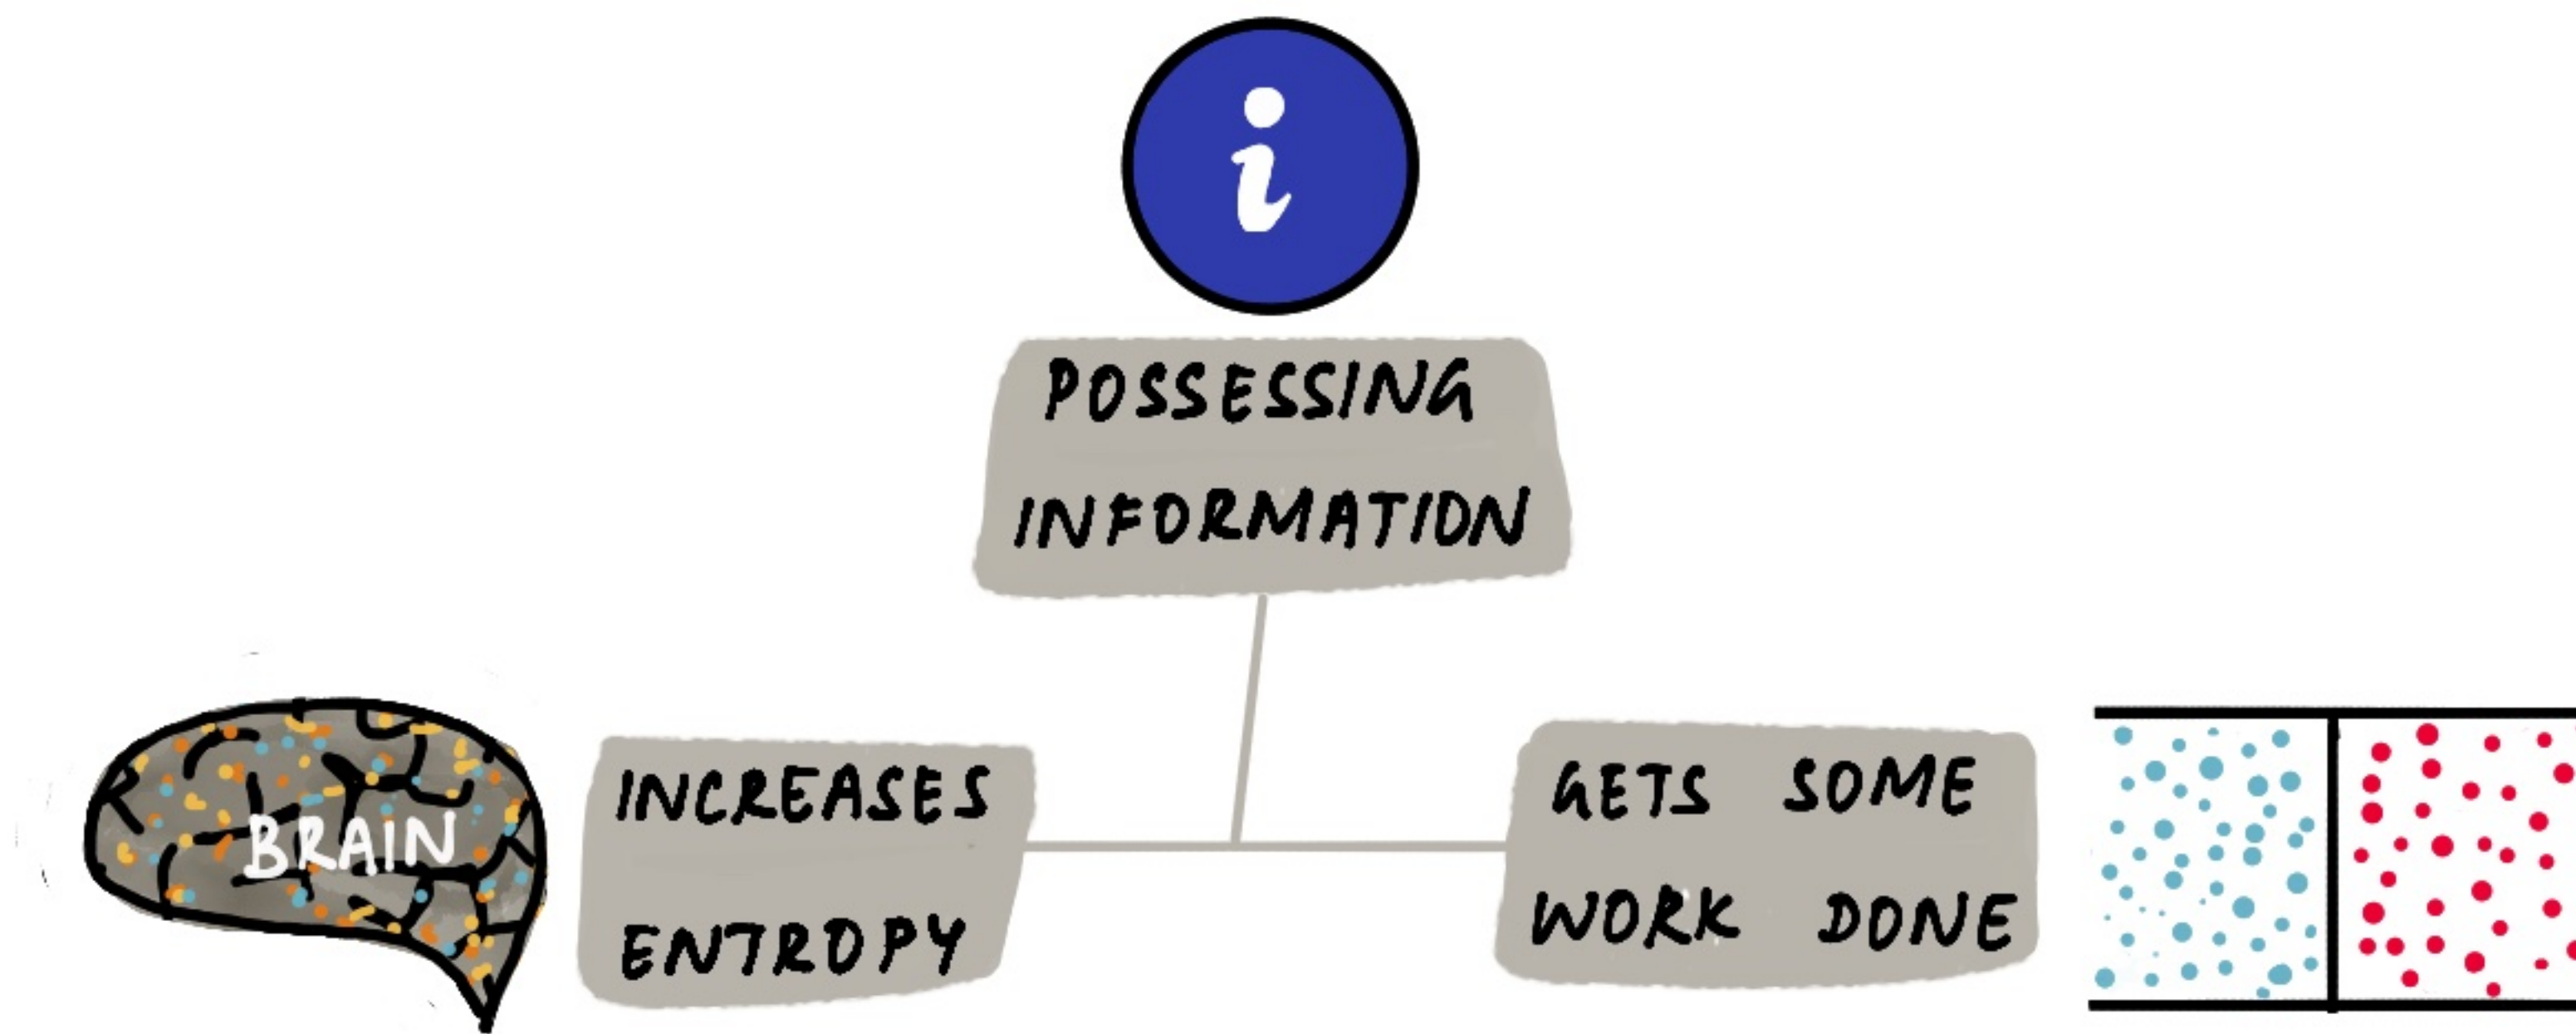 i
POSSESSING
INFORMATION
BRAIN
INCREASES
ENTROPY
GETS SOME
WORK DONE